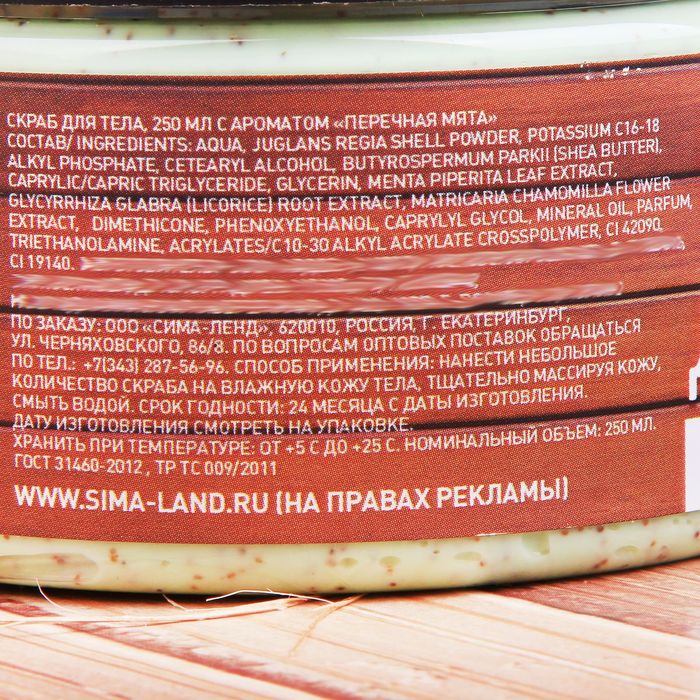 СКРАБ ДЛЯ ТЕЛА, 250 МЛ С АРОМАТОМ «ПЕРЕЧНАЯ МЯТА»
СОСТАВ/ INGREDIENTS: AQUA, JUGLANS REGIA SHELL POWDER, POTASSIUM C16-18
ALKYL PHOSPHATE, CETEARYL ALCOHOL, BUTYROSPERMUM PARKII (SHEA BUTTER),
CAPRYLIC/CAPRIC TRIGLYCERIDE, GLYCERIN, MENTA PIPERITA LEAF EXTRACT,
GLYCYRRHIZA GLABRA (LICORICE) ROOT EXTRACT, MATRICARIA CHAMOMILLA FLOWER
EXTRACT, DIMETHICONE, PHENOXYETHANOL, CAPRYLYL GLYCOL, MINERAL OIL, PARFUM,
TRIETHANOLAMINE, ACRYLATES/C10-30 ALKYL ACRYLATE CROSSPOLYMER, CI 42090,
CI 19140.
ПО ЗАКАЗУ: ООО «СИМА-ЛЕНД», 620010, РОССИЯ, Г. ЕКАТЕРИНБУРГ,
УЛ. ЧЕРНЯХОВСКОГО, 86/8. ПО ВОПРОСАМ ОПТОВЫХ ПОСТАВОК ОБРАЩАТЬСЯ
ПО ТЕЛ.: +7(343) 287-56-96. СПОСОБ ПРИМЕНЕНИЯ: НАНЕСТИ НЕБОЛЬШОЕ
КОЛИЧЕСТВО СКРАБА НА ВЛАЖНУЮ КОЖУ ТЕЛА, ТЩАТЕЛЬНО МАССИРУЯ КОЖУ,
СМЫТЬ ВОДОЙ. СРОК ГОДНОСТИ: 24 МЕСЯЦА С ДАТЫ ИЗГОТОВЛЕНИЯ.
ДАТУ ИЗГОТОВЛЕНИЯ СМОТРЕТЬ НА УПАКОВКЕ.
ХРАНИТЬ ПРИ ТЕМПЕРАТУРЕ: ОТ +5 С ДО +25 С. НОМИНАЛЬНЫЙ ОБЪЕМ: 250 МЛ.
ГОСТ 31460-2012 , ТР ТС 009/2011
WWW.SIMA-LAND.RU (НА ПРАВАХ РЕКЛАМЫ)